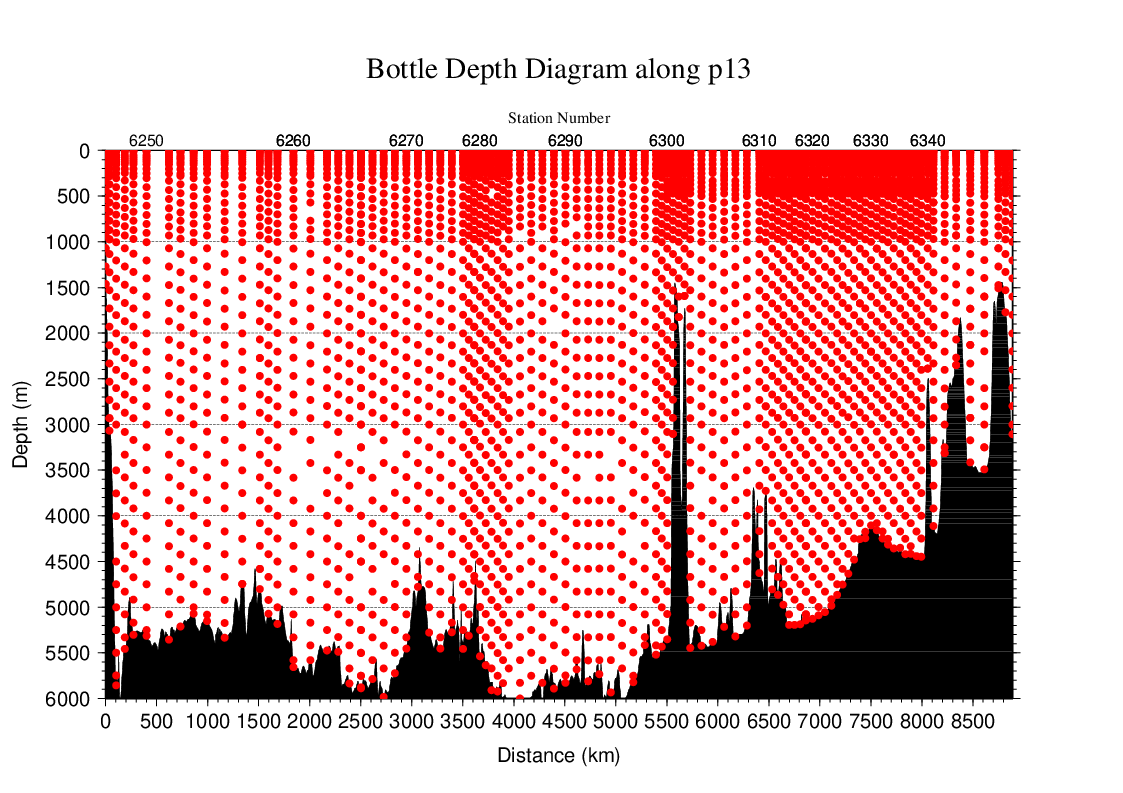 Bottle Depth Diagram along p13
Station Number
6250 6260 6270 6280 6290 6300 6310 6320 6330 6340
0
500
1000
1500
2000
2500
3000
3500
4000
4500
5000
5500
6000
Depth (m)
0 500 1000 1500 2000 2500 3000 3500 4000 4500 5000 5500 6000 6500 7000 7500 8000 8500
Distance (km)